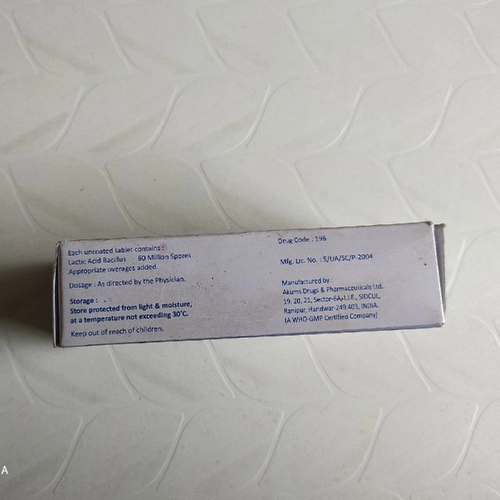 Each uncoated tablet contains :
Lactic Acid Bacillus - 60 Million Spores
Appropriate overages added.
Dosage : As directed by the Physician.
Storage :
Store protected from light & moisture,
at a temperature not exceeding 30°C.
Keep out of reach of children.
Drug Code : 196
Mfg. Lic. No. : 5/UA/SC/P-2004
Manufactured by :
Akums Drugs & Pharmaceuticals Ltd.
19, 20, 21, Sector-6A, I.I.E., SIDCUL,
Ranipur, Haridwar-249 403, INDIA.
(A WHO-GMP Certified Company)
A